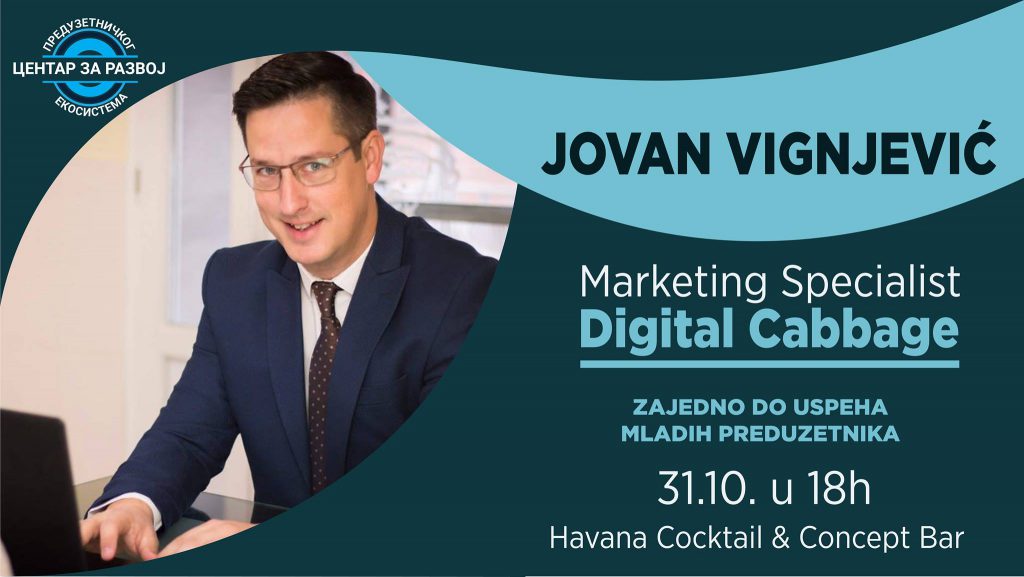 ПРЕДУЗЕТНИЧКОГ
ЦЕНТАР ЗА РАЗВОЈ
ЕКОСИСТЕМА
JOVAN VIGNJEVIĆ
Marketing Specialist
Digital Cabbage
ZAJEDNO DO USPEHA
MLADIH PREDUZETNIKA
31.10. u 18h
Havana Cocktail & Concept Bar